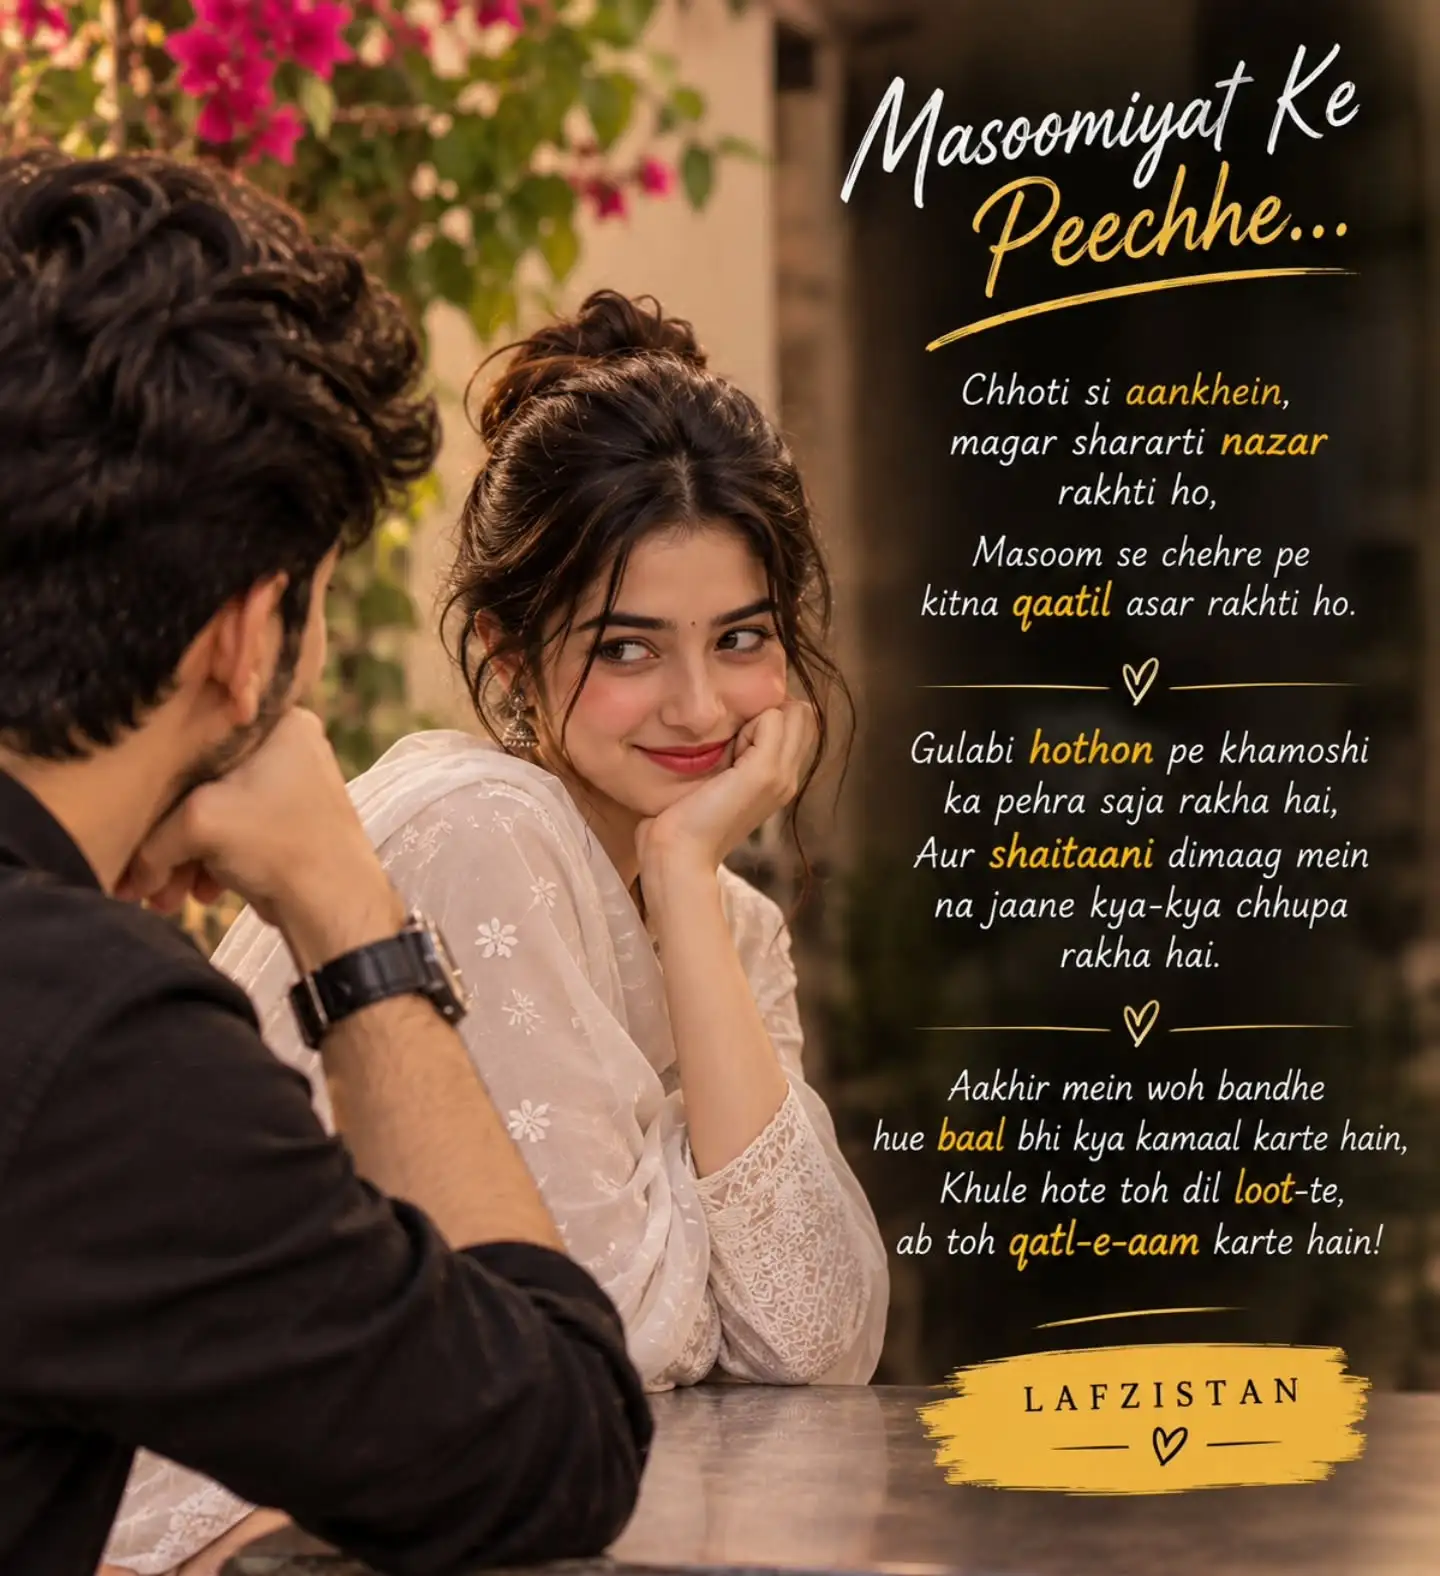 Masoomiyat Ke
Peechhe...
Chhoti si aankhein,
magar shararti nazar
rakhti ho,
Masoom se chehre pe
kitna qaatil asar rakhti ho.
Gulabi hothon pe khamoshi
ka pehra saja rakha hai,
Aur shaitaani dimaag mein
na jaane kya-kya chhupa
rakha hai.
Aakhir mein woh bandhe
hue baal bhi kya kamaal karte hain,
Khule hote toh dil loot-te,
ab toh qatl-e-aam karte hain!
LAFZISTAN